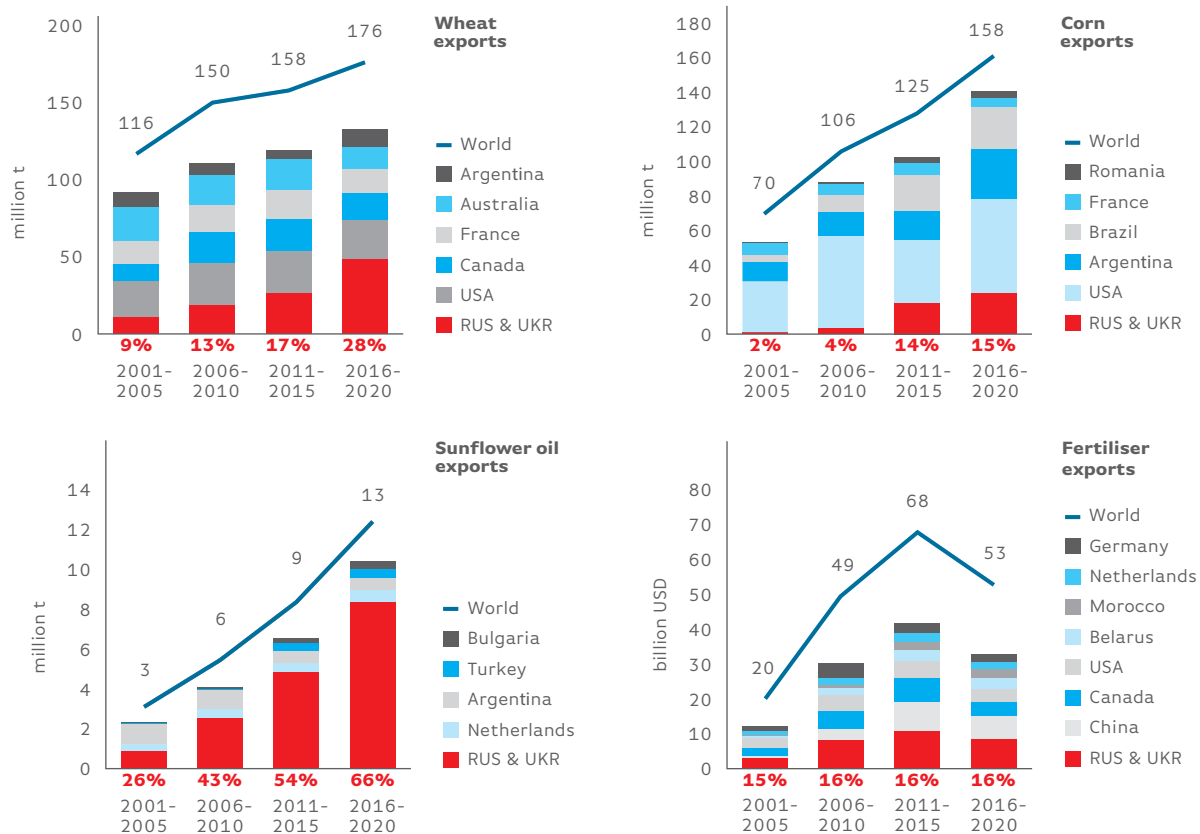 Wheat
exports
200
150
100
50
0
million t
116
150
158
176
World
Argentina
Australia
France
Canada
USA
RUS & UKR
9%
13%
17%
28%
2001-
2005
2006-
2010
2011-
2015
2016-
2020
Corn
exports
180
160
140
120
100
80
60
40
20
0
million t
70
106
125
158
World
Romania
France
Brazil
Argentina
USA
RUS & UKR
2%
4%
14%
15%
2001-
2005
2006-
2010
2011-
2015
2016-
2020
Sunflower oil
exports
14
12
10
8
6
4
2
0
million t
3
6
9
13
World
Bulgaria
Turkey
Argentina
Netherlands
RUS & UKR
26%
43%
54%
66%
2001-
2005
2006-
2010
2011-
2015
2016-
2020
Fertiliser
exports
80
70
60
50
40
30
20
10
0
billion USD
20
49
68
53
World
Germany
Netherlands
Morocco
Belarus
USA
Canada
China
RUS & UKR
15%
16%
16%
16%
2001-
2005
2006-
2010
2011-
2015
2016-
2020